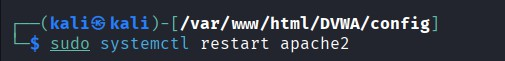 ┌──(kali㉿kali)-[/var/www/html/DVWA/config]
└─$ sudo systemctl restart apache2